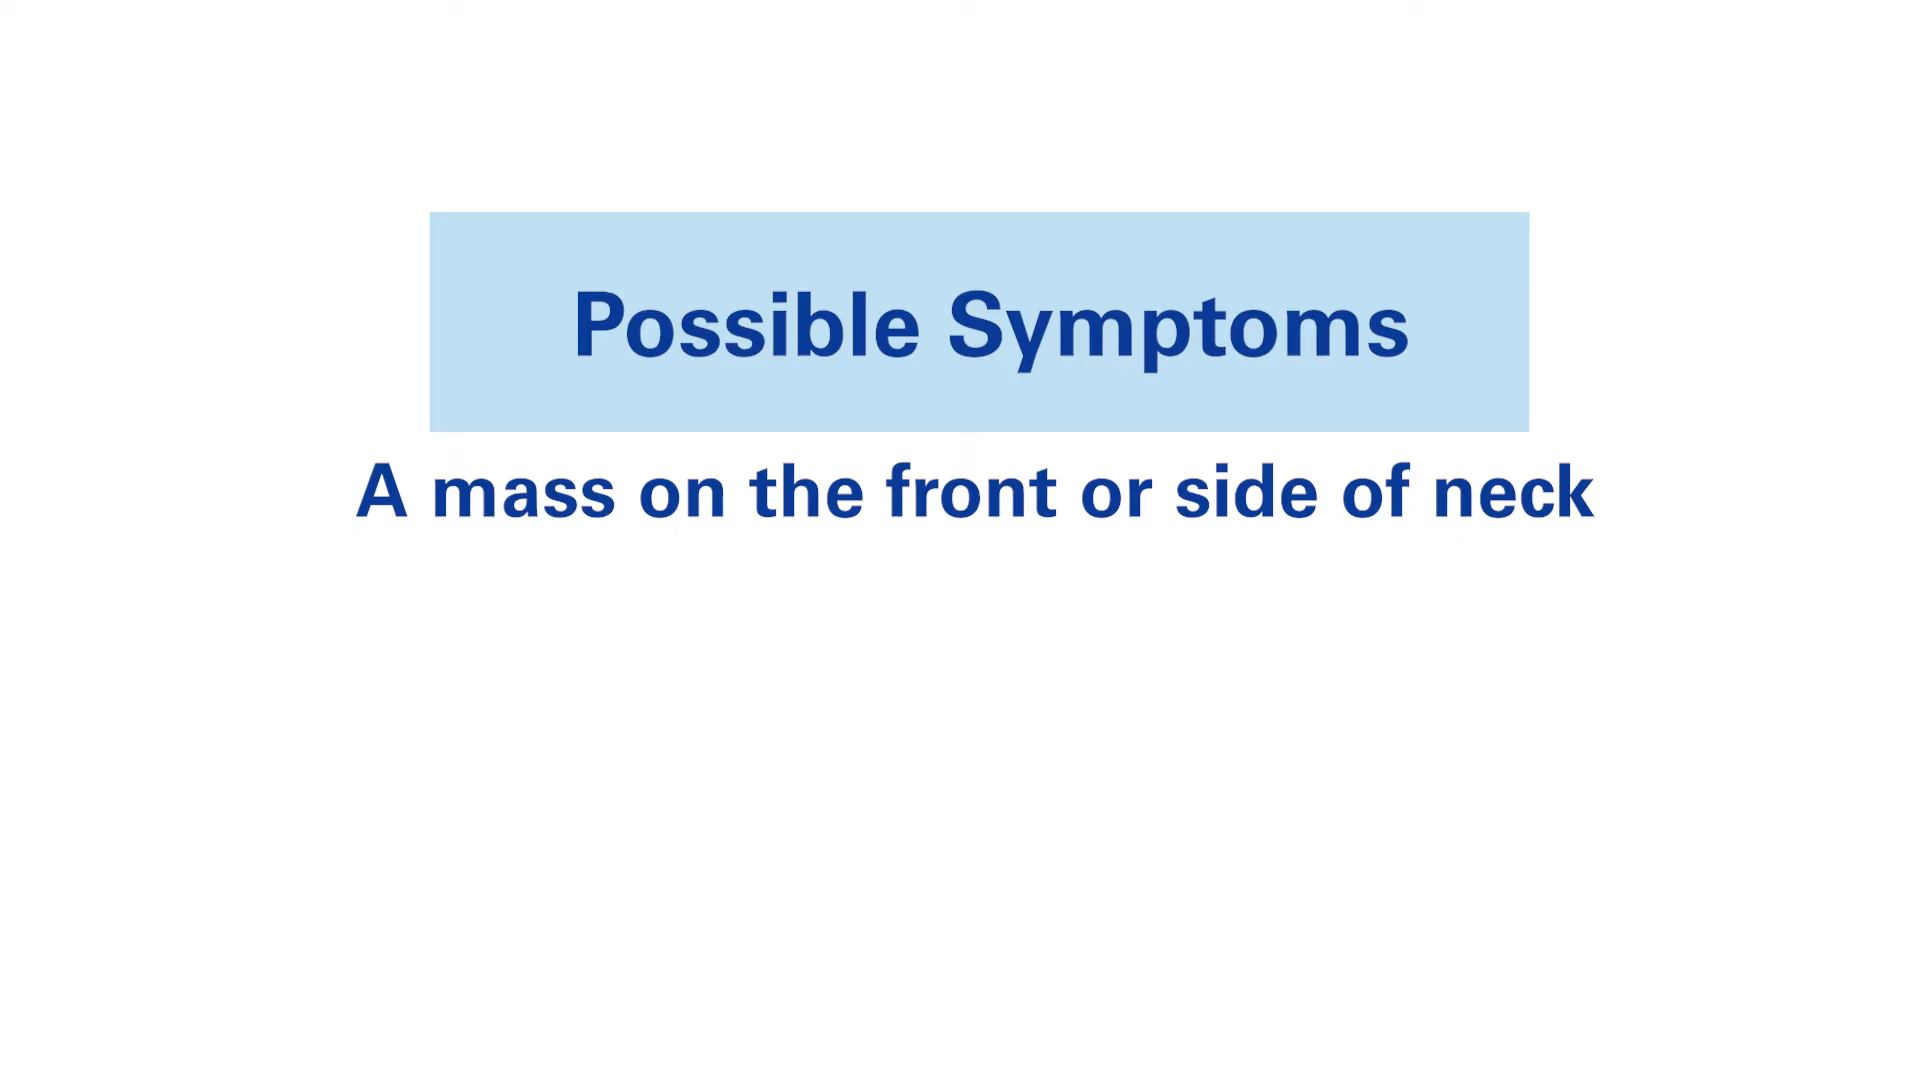 Possible Symptoms
A mass on the front or side of neck